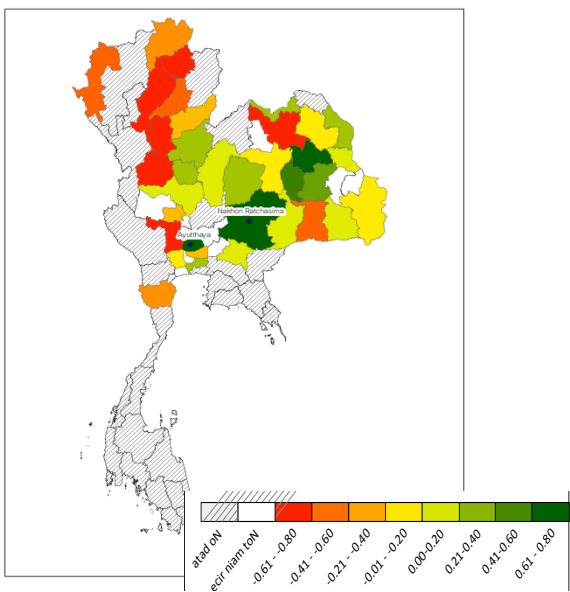 Nakhon Ratchasima
Ayutthaya
atad oN
ecir niam toN
-0.61 - -0.80
-0.41 - -0.60
-0.21 - -0.40
-0.01 - -0.20
0.00-0.20
0.21-0.40
0.41-0.60
0.61 - 0.80